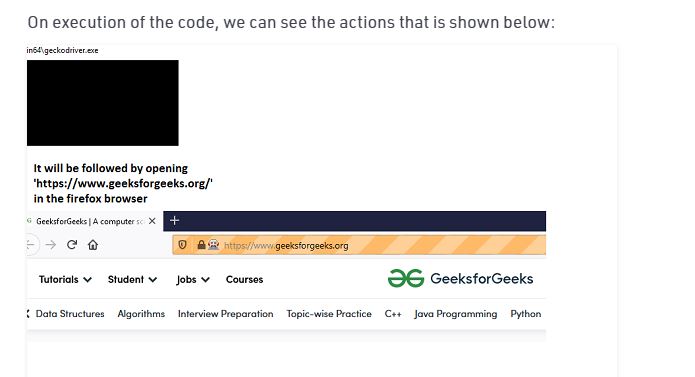 On execution of the code, we can see the actions that is shown below:
in64\geckodriver.exe
It will be followed by opening
'https://www.geeksforgeeks.org/'
in the firefox browser
GeeksforGeeks | A computer sc
https://www.geeksforgeeks.org
Tutorials Student Jobs Courses GeeksforGeeks
Data Structures Algorithms Interview Preparation Topic-wise Practice C++ Java Programming Python